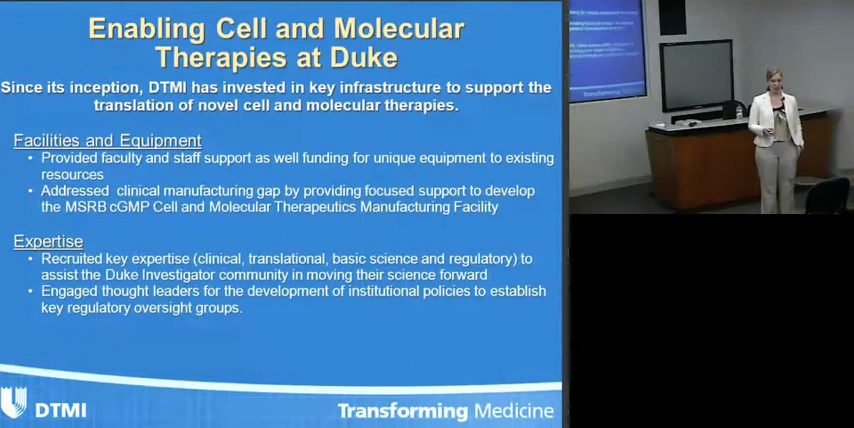 Enabling Cell and Molecular
Therapies at Duke
Since its inception, DTMI has invested in key infrastructure to support the
translation of novel cell and molecular therapies.
Facilities and Equipment
• Provided faculty and staff support as well funding for unique equipment to existing
resources
• Addressed clinical manufacturing gap by providing focused support to develop
the MSRB cGMP Cell and Molecular Therapeutics Manufacturing Facility
Expertise
• Recruited key expertise (clinical, translational, basic science and regulatory) to
assist the Duke Investigator community in moving their science forward
• Engaged thought leaders for the development of institutional policies to establish
key regulatory oversight groups.
DTMI
Transforming Medicine
Transforming Medicin